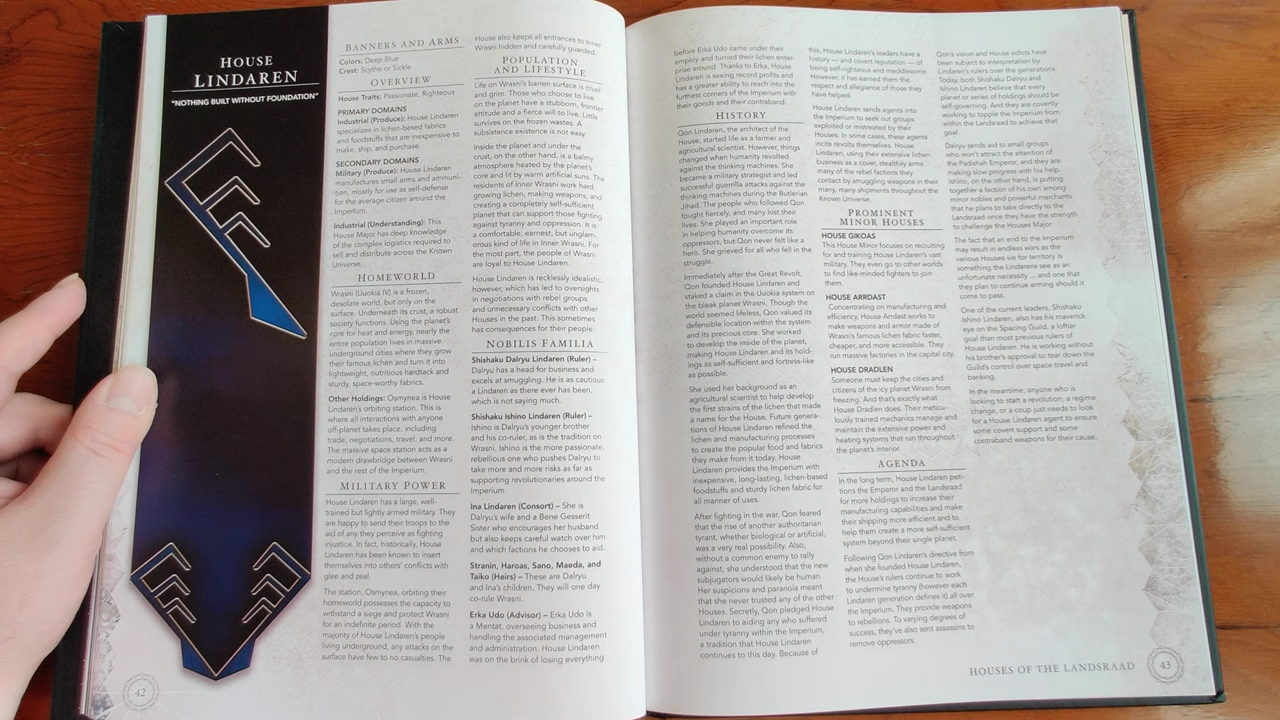 HOUSE
LINDAREN
"NOTHING BUILT WITHOUT FOUNDATION"
BANNERS AND ARMS
Colors: Deep Blue
Crest: Scythe or Sickle
OVERVIEW
House Traits: Passionate, Righteous
PRIMARY DOMAINS
Industrial (Produce): House Lindaren
specializes in lichen-based fabrics
and foodstuffs that are inexpensive to
make, ship, and purchase.
SECONDARY DOMAINS
Military (Produce): House Lindaren
manufactures small arms and ammuni-
tion, mostly for use as self-defense
for the average citizen around the
Imperium.
Industrial (Understanding): This
House Major has deep knowledge
of the complex logistics required to
sell and distribute across the Known
Universe.
HOMEWORLD
Wrasni (Uuokia IV) is a frozen,
desolate world, but only on the
surface. Underneath its crust, a robust
society functions. Using the planet's
core for heat and energy, nearly the
entire population lives in massive
underground cities where they grow
their famous lichen and turn it into
lightweight, nutritious hardtack and
sturdy, space-worthy fabrics.
Other Holdings: Osmynea is House
Lindaren's orbiting station. This is
where all interactions with anyone
off-planet takes place, including
trade, negotiations, travel, and more.
The massive space station acts as a
modern drawbridge between Wrasni
and the rest of the Imperium.
MILITARY POWER
House Lindaren has a large, well-
trained but lightly armed military. They
are happy to send their troops to the
aid of any they perceive as fighting
injustice. In fact, historically, House
Lindaren has been known to insert
themselves into others' conflicts with
glee and zeal.
The station, Osmynea, orbiting their
homeworld possesses the capacity to
withstand a siege and protect Wrasni
for an indefinite period. With the
majority of House Lindaren's people
living underground, any attacks on the
surface have few to no casualties. The
House also keeps all entrances to Inner
Wrasni hidden and carefully guarded.
POPULATION
AND LIFESTYLE
Life on Wrasni's barren surface is cruel
and grim. Those who choose to live
on the planet have a stubborn, frontier
attitude and a fierce will to live. Little
survives on the frozen wastes. A
subsistence existence is not easy.
Inside the planet and under the
crust, on the other hand, is a balmy
atmosphere heated by the planet's
core and lit by warm artificial suns. The
residents of Inner Wrasni work hard,
growing lichen, making weapons, and
creating a completely self-sufficient
planet that can support those fighting
against tyranny and oppression. It is
a comfortable, earnest, but unglam-
orous kind of life in Inner Wrasni. For
the most part, the people of Wrasni
are loyal to House Lindaren.
House Lindaren is recklessly idealistic,
however, which has led to oversights
in negotiations with rebel groups
and unnecessary conflicts with other
Houses in the past. This sometimes
has consequences for their people.
NOBILIS FAMILIA
Shishaku Dalryu Lindaren (Ruler) –
Dalryu has a head for business and
excels at smuggling. He is as cautious
a Lindaren as there ever has been,
which is not saying much.
Shishaku Ishino Lindaren (Ruler) –
Ishino is Dalryu's younger brother
and his co-ruler, as is the tradition on
Wrasni. Ishino is the more passionate,
rebellious one who pushes Dalryu to
take more and more risks as far as
supporting revolutionaries around the
Imperium.
Ina Lindaren (Consort) – She is
Dalryu's wife and a Bene Gesserit
Sister who encourages her husband
but also keeps careful watch over him
and which factions he chooses to aid.
Stranin, Haroas, Sano, Maeda, and
Taiko (Heirs) – These are Dalryu
and Ina's children. They will one day
co-rule Wrasni.
Erka Udo (Advisor) – Erka Udo is
a Mentat, overseeing business and
handling the associated management
and administration. House Lindaren
was on the brink of losing everything
42
before Erka Udo came under their
employ and turned their lichen enter-
prise around. Thanks to Erka, House
Lindaren is seeing record profits and
has a greater ability to reach into the
furthest corners of the Imperium with
their goods and their contraband.
HISTORY
Qon Lindaren, the architect of the
House, started life as a farmer and
agricultural scientist. However, things
changed when humanity revolted
against the thinking machines. She
became a military strategist and led
successful guerrilla attacks against the
thinking machines during the Butlerian
Jihad. The people who followed Qon
fought fiercely, and many lost their
lives. She played an important role
in helping humanity overcome its
oppressors, but Qon never felt like a
hero. She grieved for all who fell in the
struggle.
Immediately after the Great Revolt,
Qon founded House Lindaren and
staked a claim in the Uuokia system on
the bleak planet Wrasni. Though the
world seemed lifeless, Qon valued its
defensible location within the system
and its precious core. She worked
to develop the inside of the planet,
making House Lindaren and its hold-
ings as self-sufficient and fortress-like
as possible.
She used her background as an
agricultural scientist to help develop
the first strains of the lichen that made
a name for the House. Future genera-
tions of House Lindaren refined the
lichen and manufacturing processes
to create the popular food and fabrics
they make from it today. House
Lindaren provides the Imperium with
inexpensive, long-lasting, lichen-based
foodstuffs and sturdy lichen fabric for
all manner of uses.
After fighting in the war, Qon feared
that the rise of another authoritarian
tyrant, whether biological or artificial,
was a very real possibility. Also,
without a common enemy to rally
against, she understood that the new
subjugators would likely be human.
Her suspicions and paranoia meant
that she never trusted any of the other
Houses. Secretly, Qon pledged House
Lindaren to aiding any who suffered
under tyranny within the Imperium,
a tradition that House Lindaren
continues to this day. Because of
this, House Lindaren's leaders have a
history — and covert reputation — of
being self-righteous and meddlesome.
However, it has earned them the
respect and allegiance of those they
have helped.
House Lindaren sends agents into
the Imperium to seek out groups
exploited or mistreated by their
Houses. In some cases, these agents
incite revolts themselves. House
Lindaren, using their extensive lichen
business as a cover, stealthily arms
many of the rebel factions they
contact by smuggling weapons in their
many, many shipments throughout the
Known Universe.
PROMINENT
MINOR HOUSES
HOUSE GIKOAS
This House Minor focuses on recruiting
for and training House Lindaren's vast
military. They even go to other worlds
to find like-minded fighters to join
them.
HOUSE ARRDAST
Concentrating on manufacturing and
efficiency, House Arrdast works to
make weapons and armor made of
Wrasni's famous lichen fabric faster,
cheaper, and more accessible. They
run massive factories in the capital city.
HOUSE DRADLEN
Someone must keep the cities and
citizens of the icy planet Wrasni from
freezing. And that's exactly what
House Dradlen does. Their meticu-
lously trained mechanics manage and
maintain the extensive power and
heating systems that run throughout
the planet's interior.
AGENDA
In the long term, House Lindaren peti-
tions the Emperor and the Landsraad
for more holdings to increase their
manufacturing capabilities and make
their shipping more efficient and to
help them create a more self-sufficient
system beyond their single planet.
Following Qon Lindaren's directive from
when she founded House Lindaren,
the House's rulers continue to work
to undermine tyranny (however each
Lindaren generation defines it) all over
the Imperium. They provide weapons
to rebels. To varying degrees of
success, they've also sent assassins to
remove oppressors.
Qon's vision and House edicts have
been subject to interpretation by
Lindaren's rulers over the generations.
Today, both Shishaku Dalryu and
Ishino Lindaren believe that every
planet or series of holdings should be
self-governing. And they are covertly
working to topple the Imperium from
within the Landsraad to achieve that
goal.
Dalryu sends aid to small groups
who won't attract the attention of
the Padishah Emperor, and they are
making slow progress with his help.
Ishino, on the other hand, is putting
together a faction of his own among
minor nobles and powerful merchants
that he plans to take directly to the
Landsraad once they have the strength
to challenge the Houses Major.
The fact that an end to the Imperium
may result in endless wars as the
various Houses vie for territory is
something the Lindarens see as an
unfortunate necessity ... and one that
they plan to continue arming should it
come to pass.
One of the current leaders, Shishaku
Ishino Lindaren, also has his maverick
eye on the Spacing Guild, a loftier
goal than most previous rulers of
House Lindaren. He is working without
his brother's approval to tear down the
Guild's control over space travel and
banking.
In the meantime, anyone who is
looking to start a revolution, a regime
change, or a coup just needs to look
for a House Lindaren agent to ensure
some covert support and some
contraband weapons for their cause.
HOUSES OF THE LANDSRAAD
43